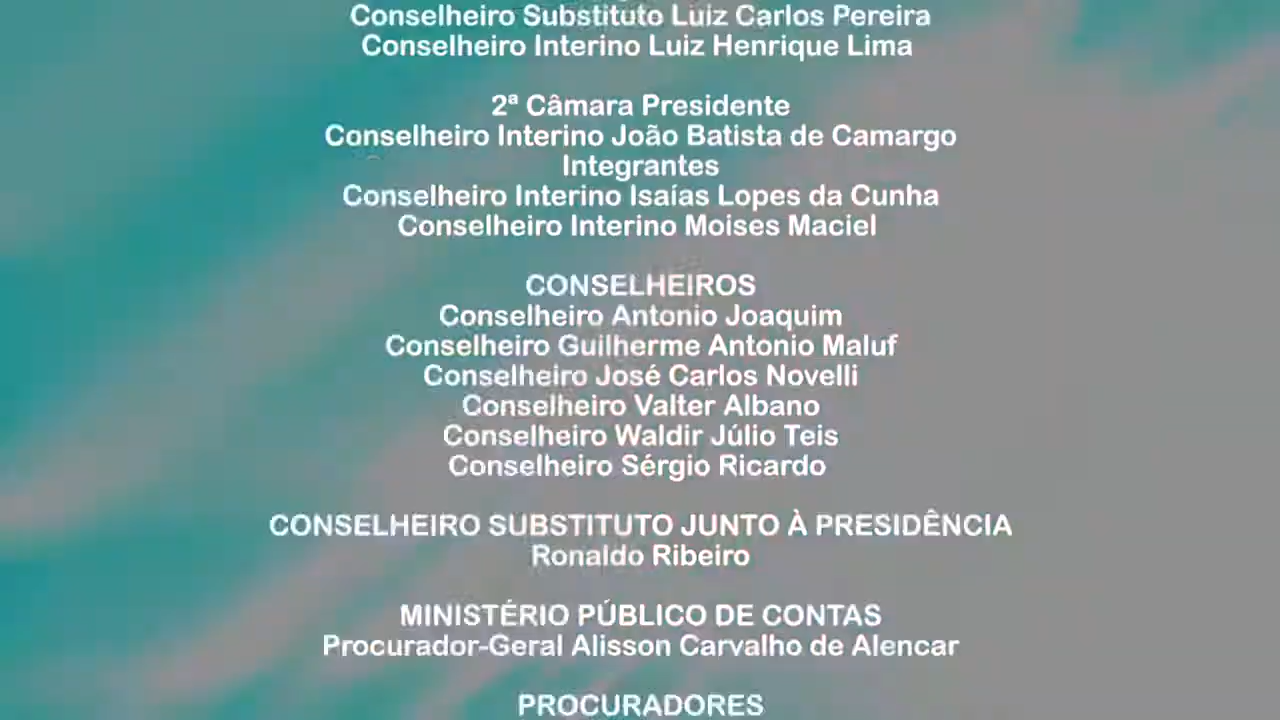 Conselheiro Substituto Luiz Carlos Pereira
Conselheiro Interino Luiz Henrique Lima
2ª Câmara Presidente
Conselheiro Interino João Batista de Camargo
Integrantes
Conselheiro Interino Isaías Lopes da Cunha
Conselheiro Interino Moises Maciel
CONSELHEIROS
Conselheiro Antonio Joaquim
Conselheiro Guilherme Antonio Maluf
Conselheiro José Carlos Novelli
Conselheiro Valter Albano
Conselheiro Waldir Júlio Teis
Conselheiro Sérgio Ricardo
CONSELHEIRO SUBSTITUTO JUNTO À PRESIDÊNCIA
Ronaldo Ribeiro
MINISTÉRIO PÚBLICO DE CONTAS
Procurador-Geral Alisson Carvalho de Alencar
PROCURADORES